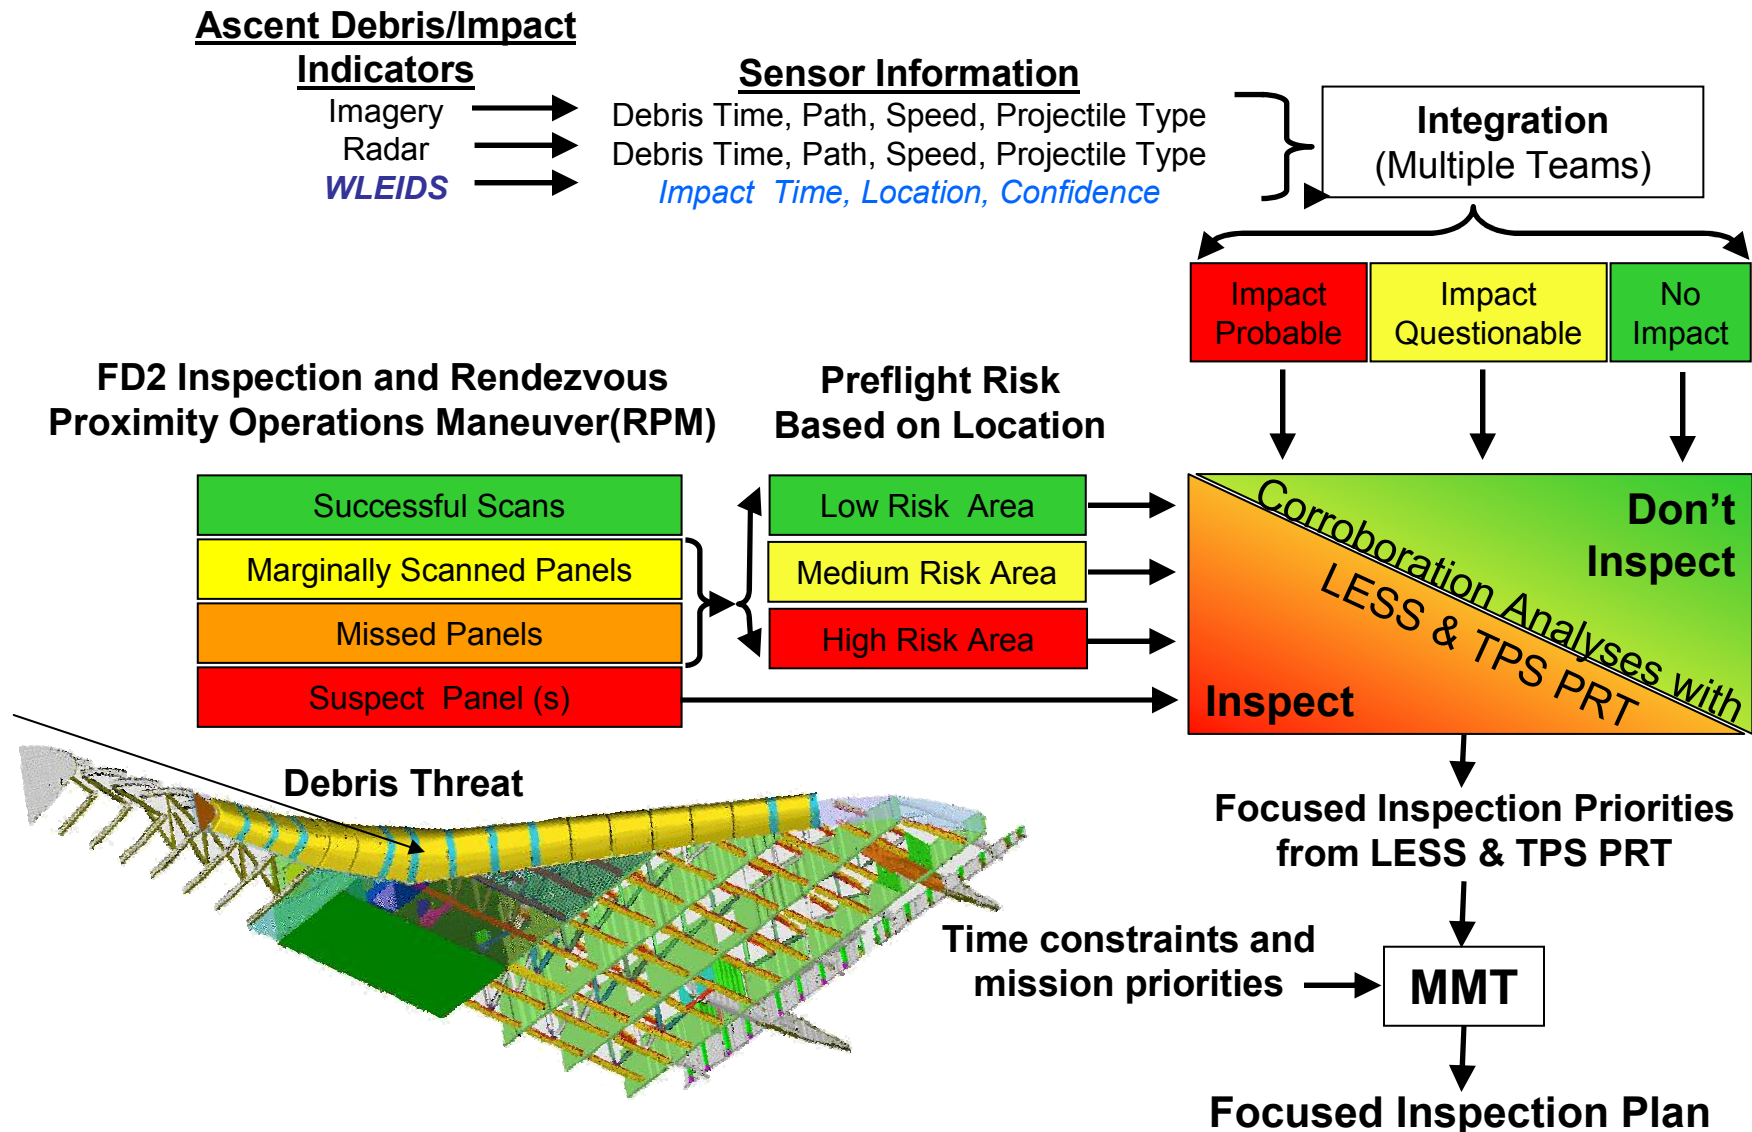 Ascent Debris/Impact
Indicators
Imagery
Radar
WLEIDS
Sensor Information
Debris Time, Path, Speed, Projectile Type
Debris Time, Path, Speed, Projectile Type
Impact Time, Location, Confidence
Integration
(Multiple Teams)
Impact
Probable
Impact
Questionable
No
Impact
FD2 Inspection and Rendezvous
Proximity Operations Maneuver(RPM)
Successful Scans
Marginally Scanned Panels
Missed Panels
Suspect Panel (s)
Preflight Risk
Based on Location
Low Risk Area
Medium Risk Area
High Risk Area
Don't
Inspect
Corroboration Analyses with
LESS & TPS PRT
Inspect
Debris Threat
Focused Inspection Priorities
from LESS & TPS PRT
Time constraints and
mission priorities
MMT
Focused Inspection Plan